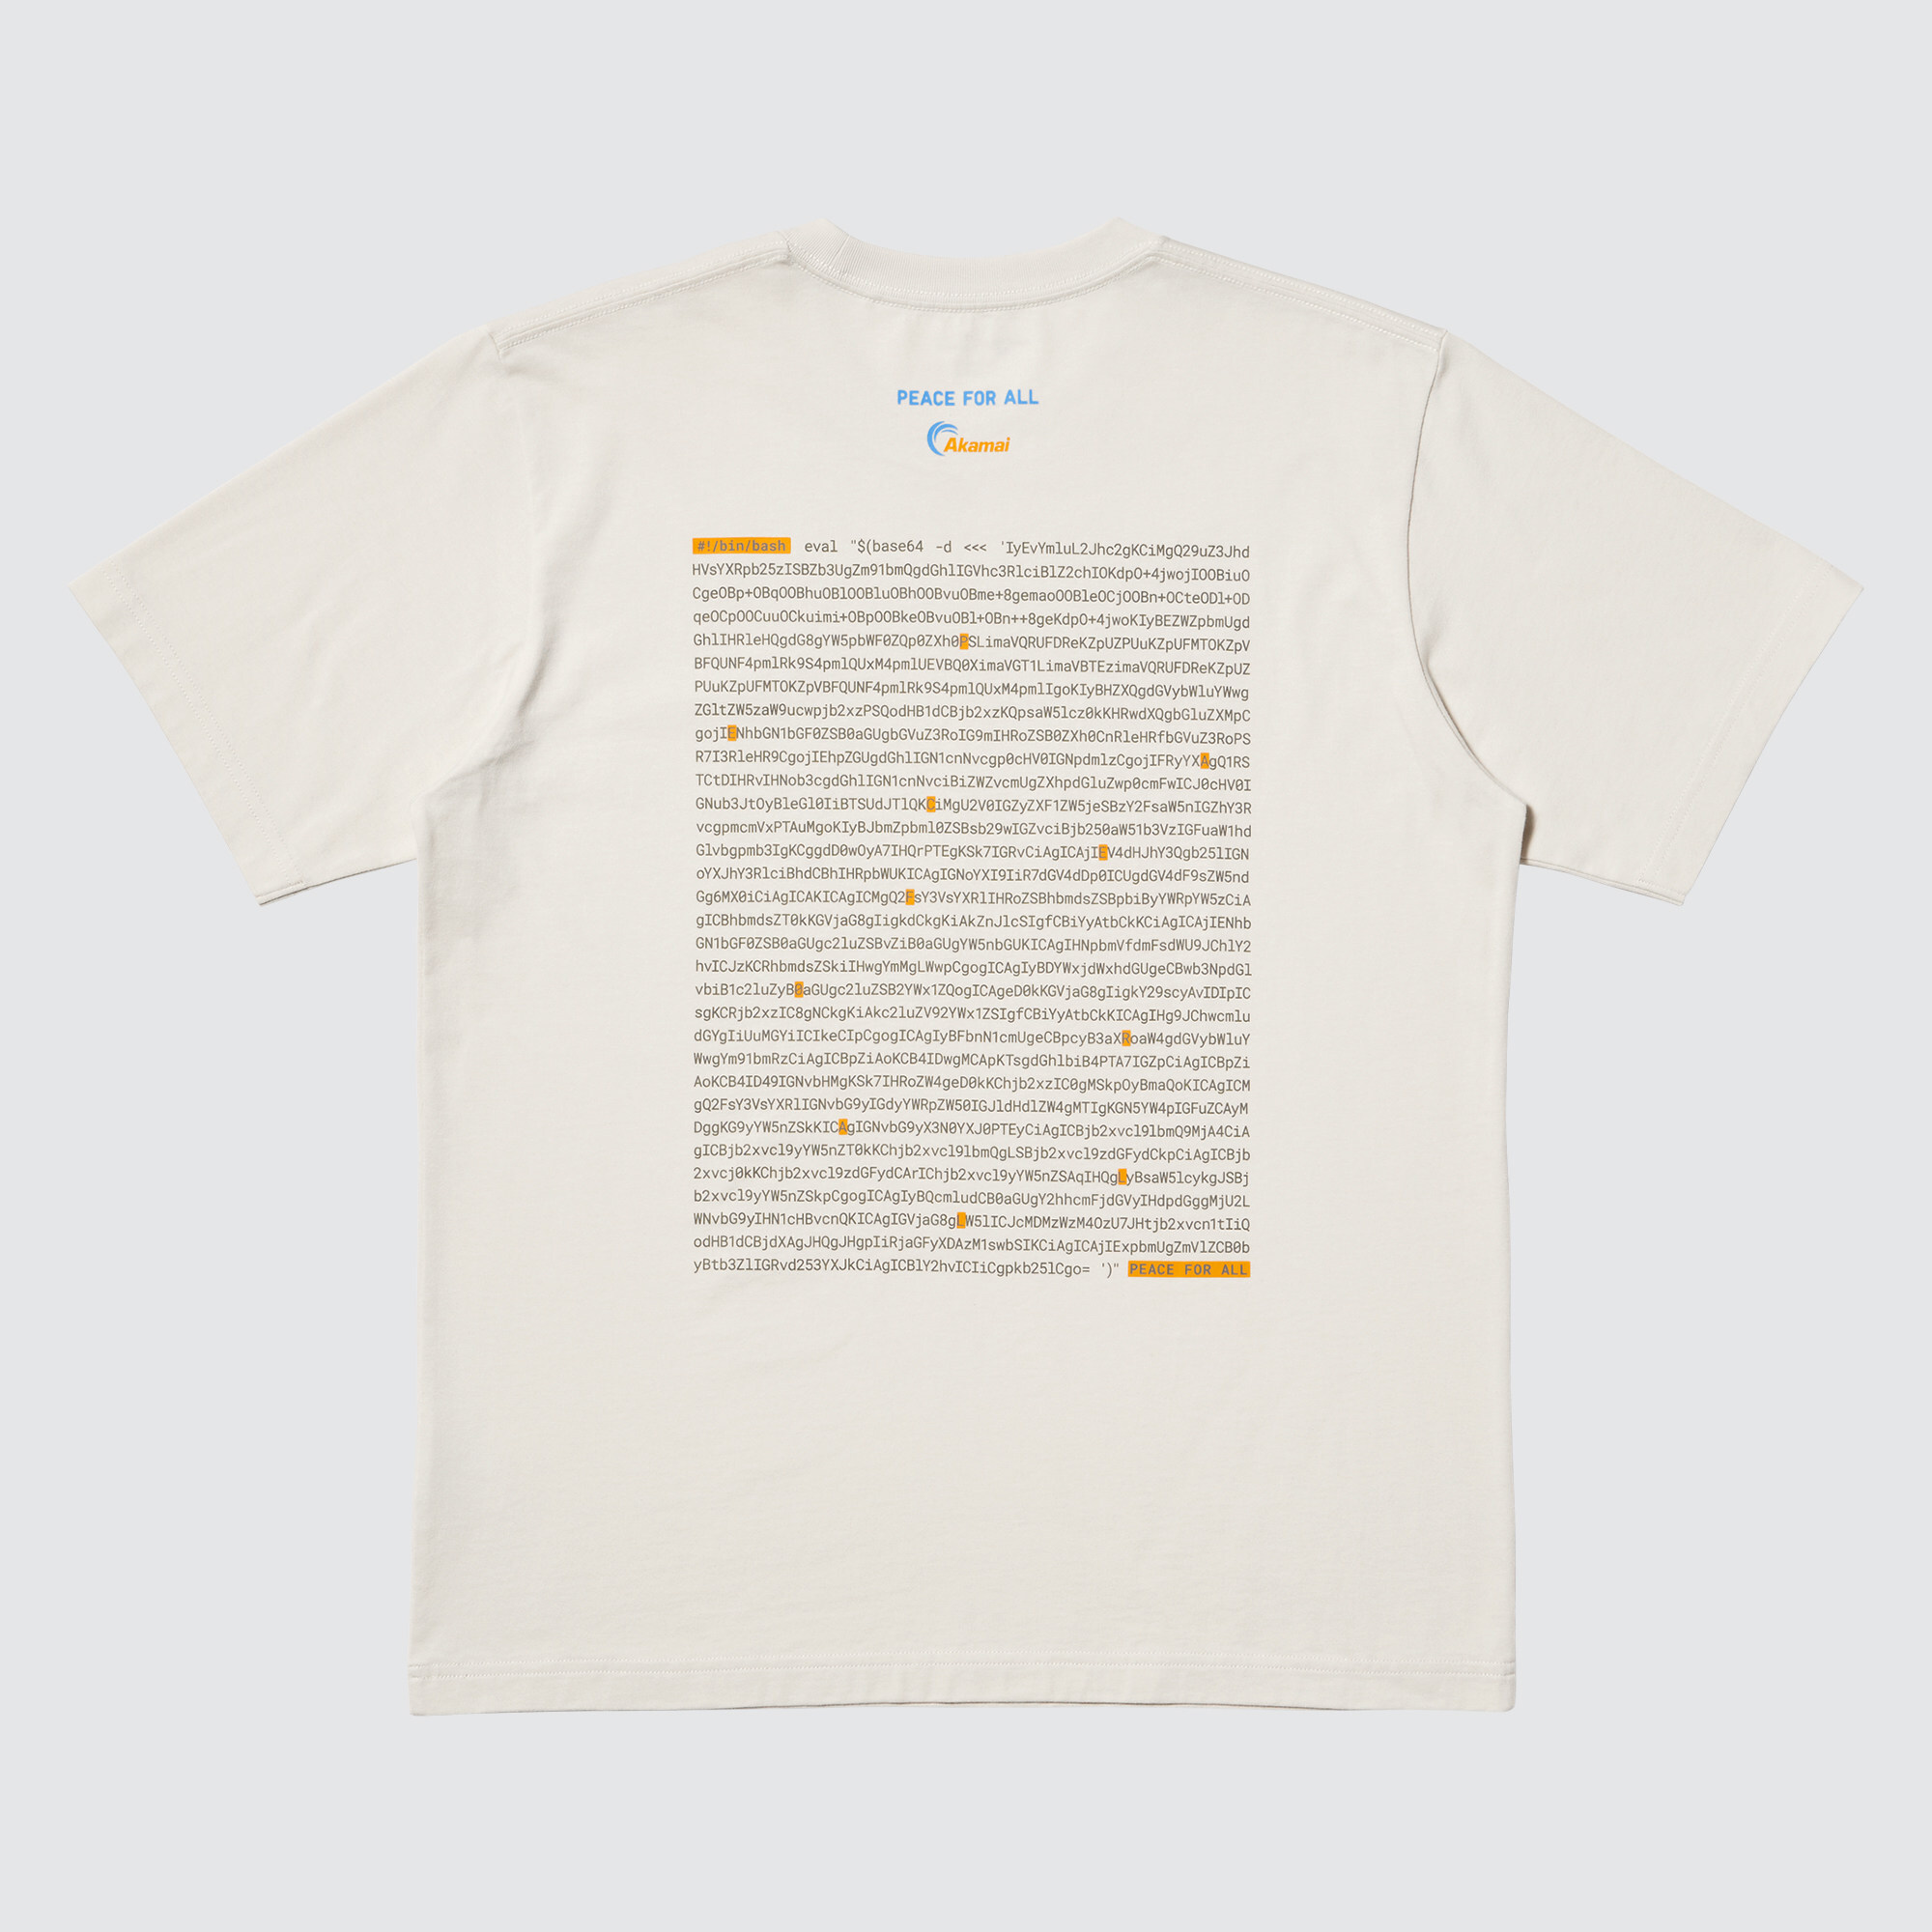 PEACE FOR ALL
Akamai
#!/bin/bash eval "$(base64 -d <<< 'IyEvYmluL2Jhc2gKCiMgQ29uZ3Jhd
HVsYXRpb25zISBZb3UgZm91bmQgdGhlIGVhc3RlciBlZ2chIOKdpO+4jwojIOOBiuO
CgeOBp+OBqOOBhuOBlOOBluOBhOOBvuOBme+8gemaoOOBleOCjOOBn+OCteODl+OD
qeOCpOOCuuOCkuimi+OBpOOBkeOBvuOBl+OBn++8geKdpO+4jwoKIyBEZWZpbmUgd
GhlIHRleHQgdG8gYW5pbWF0ZQp0ZXh0PSLimaVQRUFDReKZpUZPUuKZpUFMTOKZpV
BFQUNF4pmlRk9S4pmlQUxM4pmlUEVBQ0XimaVGT1LimaVBTEzimaVQRUFDReKZpUZ
PUuKZpUFMTOKZpVBFQUNF4pmlRk9S4pmlQUxM4pmlIgoKIyBHZXQgdGVybWluYWwg
ZGltZW5zaW9ucwpjb2xzPSQodHB1dCBjb2xzKQpsaW5lcz0kKHRwdXQgbGluZXMpC
gojIENhbGN1bGF0ZSB0aGUgbGVuZ3RoIG9mIHRoZSB0ZXh0CnRleHRfbGVuZ3RoPS
R7I3RleHR9CgojIEhpZGUgdGhlIGN1cnNvcgp0cHV0IGNpdmlzCgojIFRyYXAgQ1RS
TCtDIHRvIHNob3cgdGhlIGN1cnNvciBiZWZvcmUgZXhpdGluZwp0cmFwICJ0cHV0I
GNub3JtOyBleGl0IiBTSUdJTlQKCiMgU2V0IGZyZXF1ZW5jeSBzY2FsaW5nIGZhY3R
vcgpmcmVxPTAuMgoKIyBJbmZpbml0ZSBsb29wIGZvciBjb250aW51b3VzIGFuaW1hd
Glvbgpmb3IgKCggdD0wOyA7IHQrPTEgKSk7IGRvCiAgICAjIEV4dHJhY3Qgb25lIGN
oYXJhY3RlciBhdCBhIHRpbWUKICAgIGNoYXI9IiR7dGV4dDp0ICUgdGV4dF9sZW5nd
Gg6MX0iCiAgICAKICAgICMgQ2FsY3VsYXRlIHRoZSBhbmdsZSBpbiByYWRpYW5zCiA
gICBhbmdsZT0kKGVjaG8gIigkdCkgKiAkZnJlcSIgfCBiYyAtbCkKCiAgICAjIENhb
GN1bGF0ZSB0aGUgc2luZSBvZiB0aGUgYW5nbGUKICAgIHNpbmVfdmFsdWU9JChlY2
hvICJzKCRhbmdsZSkiIHwgYmMgLWwpCgogICAgIyBDYWxjdWxhdGUgeCBwb3NpdGl
vbiB1c2luZyB0aGUgc2luZSB2YWx1ZQogICAgeD0kKGVjaG8gIigkY29scyAvIDIpIC
sgKCRjb2xzIC8gNCkgKiAkc2luZV92YWx1ZSIgfCBiYyAtbCkKICAgIHg9JChwcmlu
dGYgIiUuMGYiICIkeCIpCgogICAgIyBFbnN1cmUgeCBpcyB3aXRoaW4gdGVybWluY
WwgYm91bmRzCiAgICBpZiAoKCB4IDwgMCApKTsgdGhlbiB4PTA7IGZpCiAgICBpZi
AoKCB4ID49IGNvbHMgKSk7IHRoZW4geD0kKChjb2xzIC0gMSkpOyBmaQoKICAgICM
gQ2FsY3VsYXRlIGNvbG9yIGdyYWRpZW50IGJldHdlZW4gMTIgKGN5YW4pIGFuZCAyM
DggKG9yYW5nZSkKICAgIGNvbG9yX3N0YXJ0PTEyCiAgICBjb2xvcl9lbmQ9MjA4CiA
gICBjb2xvcl9yYW5nZT0kKChjb2xvcl9lbmQgLSBjb2xvcl9zdGFydCkpCiAgICBjb
2xvcj0kKChjb2xvcl9zdGFydCArIChjb2xvcl9yYW5nZSAqIHQgLyBsaW5lcykgJSBj
b2xvcl9yYW5nZSkpCgogICAgIyBQcmludCB0aGUgY2hhcmFjdGVyIHdpdGggMjU2L
WNvbG9yIHN1cHBvcnQKICAgIGVjaG8gLW5lICJcMDMzWzM4OzU7JHtjb2xvcn1tIiQ
odHB1dCBjdXAgJHQgJHgpIiRjaGFyXDAzM1swbSIKCiAgICAjIExpbmUgZmVlZCB0b
yBtb3ZlIGRvd253YXJkCiAgICBlY2hvICIiCgpkb25lCgo= ')" PEACE FOR ALL